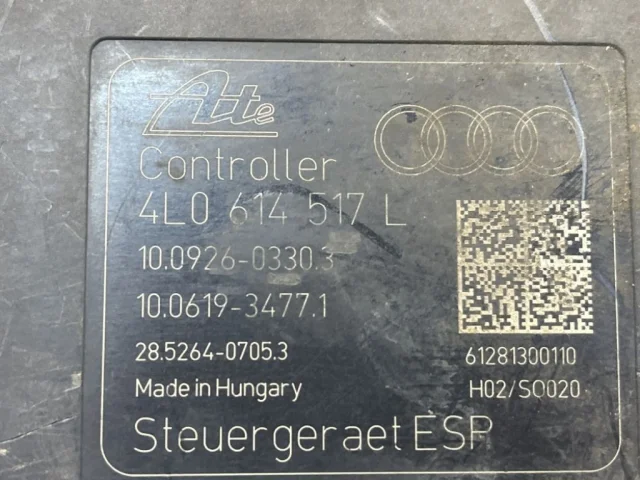 Ate
Controller
4L0 614 517 L
10.0926-0330.3
10.0619-3477.1
28.5264-0705.3
61281300110
Made in Hungary
H02/SO020
Steuergeraet ESP